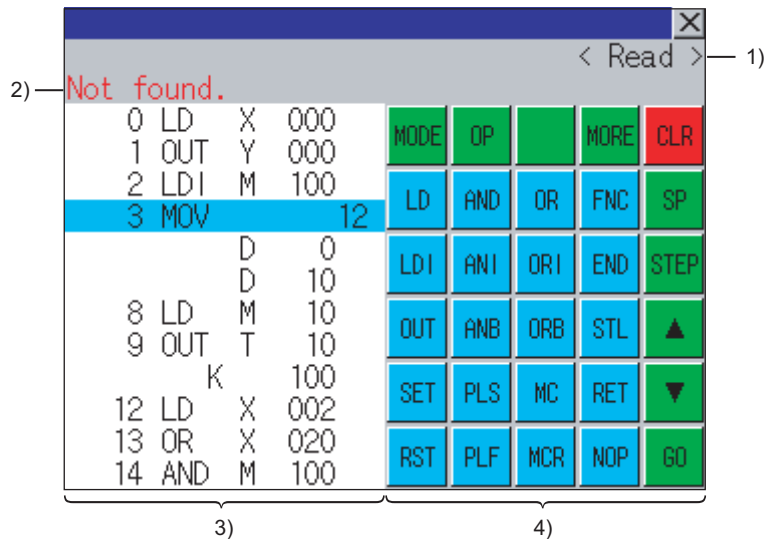 X
< Read >
1)
2)
Not found.
0 LD X 000
1 OUT Y 000
2 LDI M 100
3 MOV 12
D 0
D 10
8 LD M 10
9 OUT T 10
K 100
12 LD X 002
13 OR X 020
14 AND M 100
MODE OP MORE CLR
LD AND OR FNC SP
LDI ANI ORI END STEP
OUT ANB ORB STL ▲
SET PLS MC RET ▼
RST PLF MCR NOP GO
3)
4)